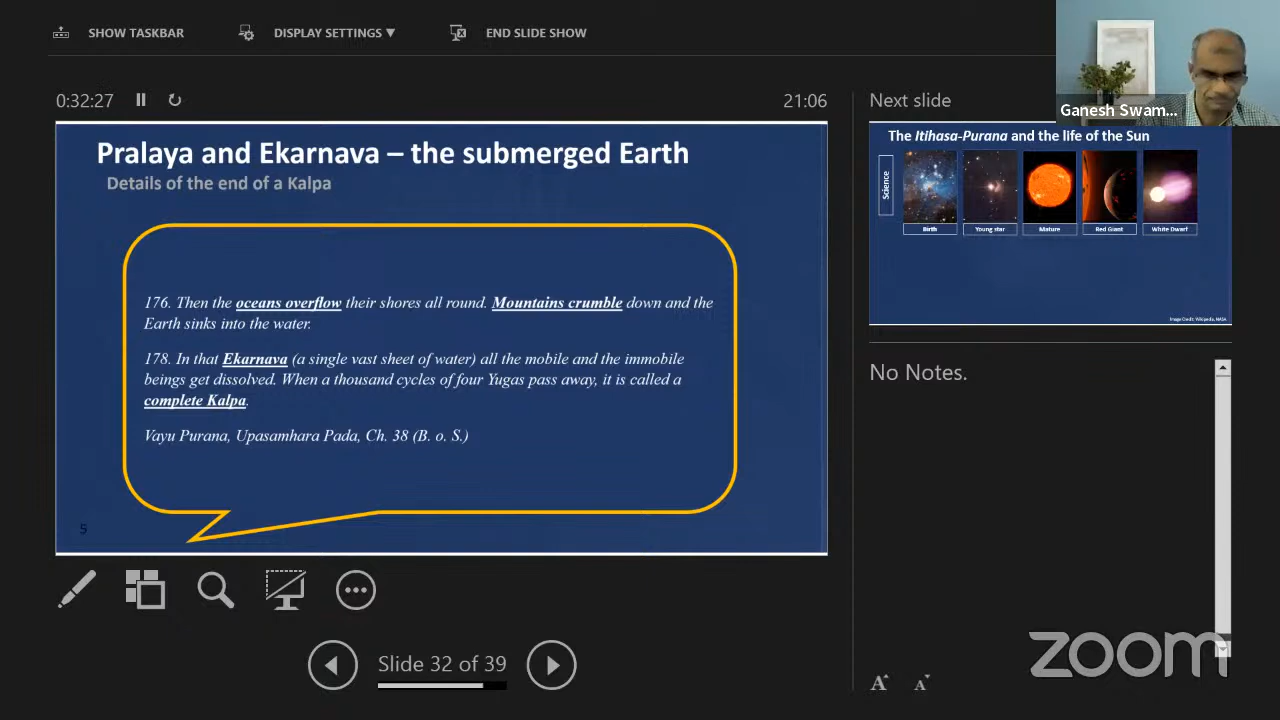 SHOW TASKBAR
DISPLAY SETTINGS ▼
END SLIDE SHOW
0:32:27
21:06
Next slide
Ganesh Swam...
Pralaya and Ekarnava – the submerged Earth
Details of the end of a Kalpa
176. Then the oceans overflow their shores all round. Mountains crumble down and the
Earth sinks into the water.
178. In that Ekarnava (a single vast sheet of water) all the mobile and the immobile
beings get dissolved. When a thousand cycles of four Yugas pass away, it is called a
complete Kalpa.
Vayu Purana, Upasamhara Pada, Ch. 38 (B. o. S.)
5
The Itihasa-Purana and the life of the Sun
Science
Birth
Young star
Mature
Red Giant
White Dwarf
Image Credit: Wikipedia, NASA
No Notes.
Slide 32 of 39
A A
zoom